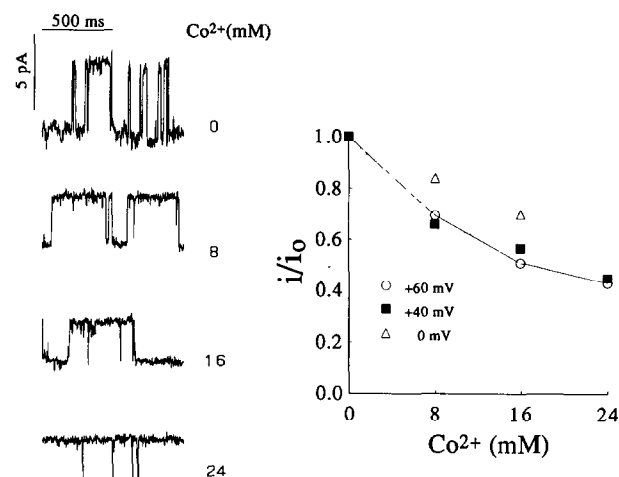 500 ms
Co²⁺(mM)
5 pA
0
8
16
24
i/i₀
1.0
0.8
0.6
0.4
0.2
0.0
+60 mV
+40 mV
0 mV
0
8
16
24
Co²⁺ (mM)